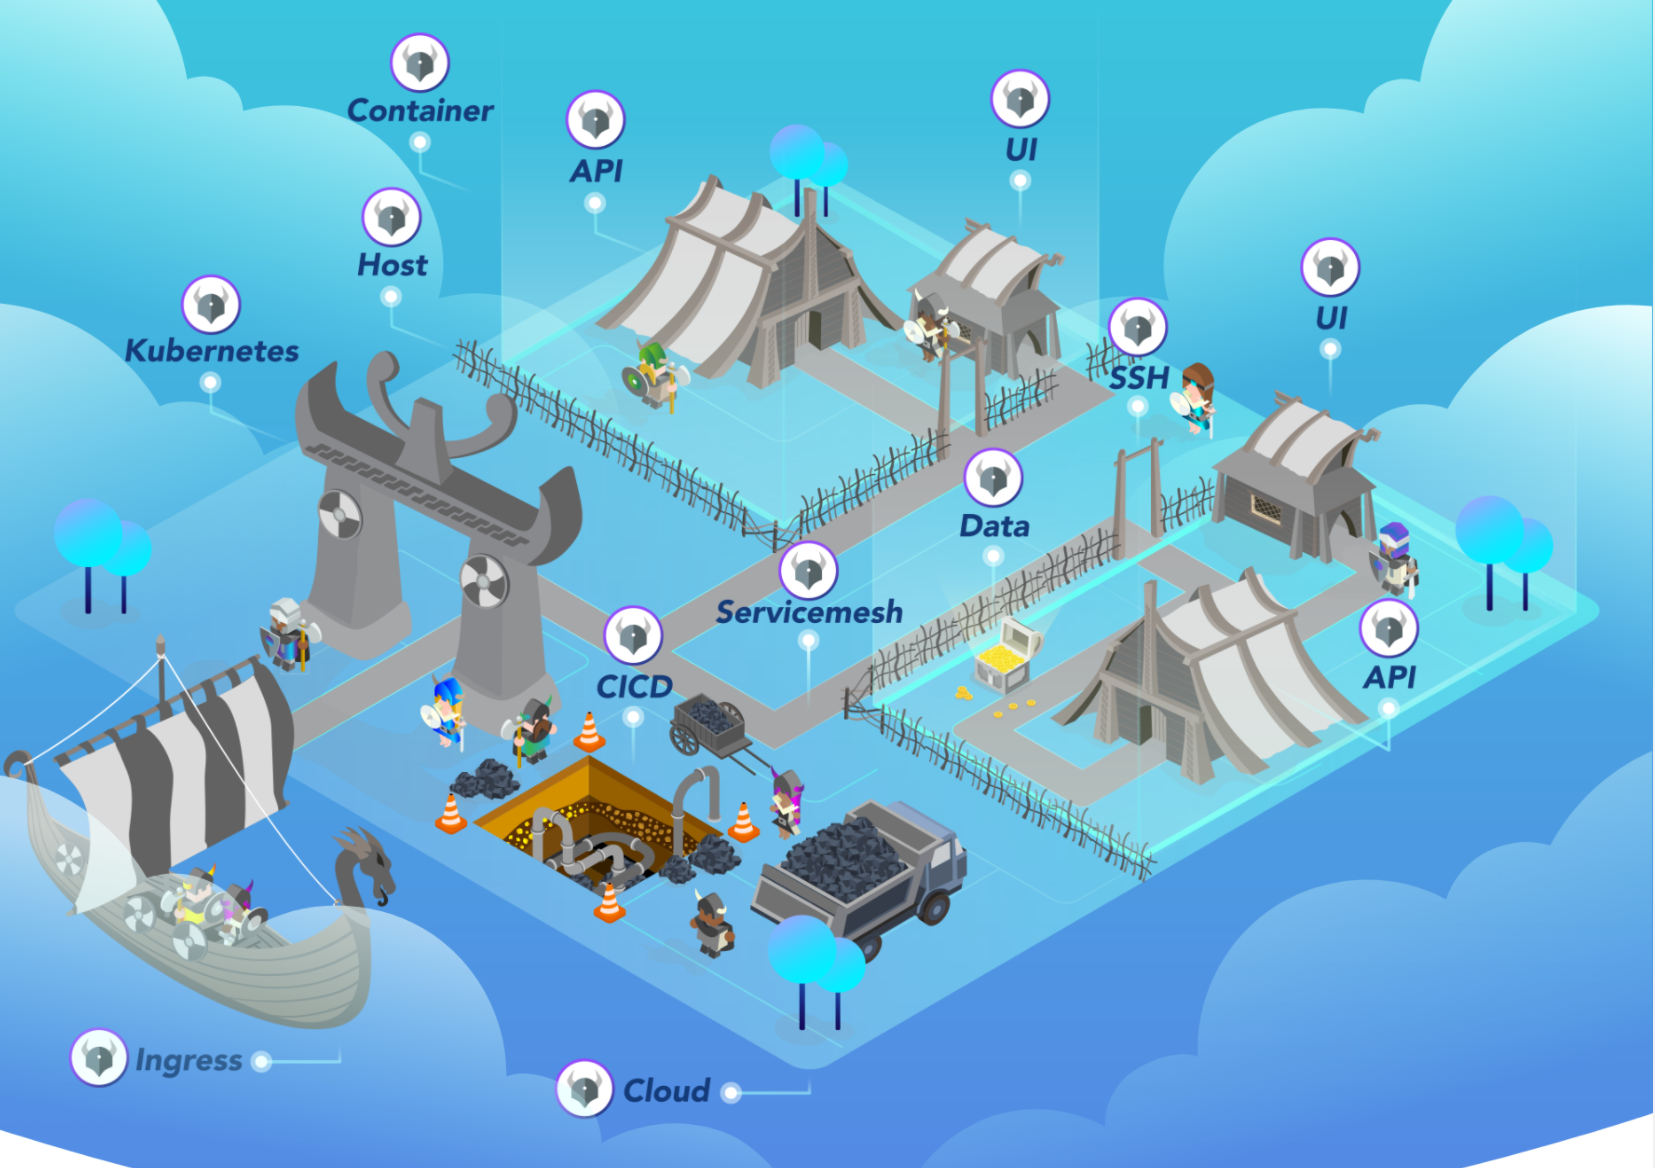 Container
API
UI
Host
UI
Kubernetes
SSH
Data
Servicemesh
CICD
API
Ingress
Cloud